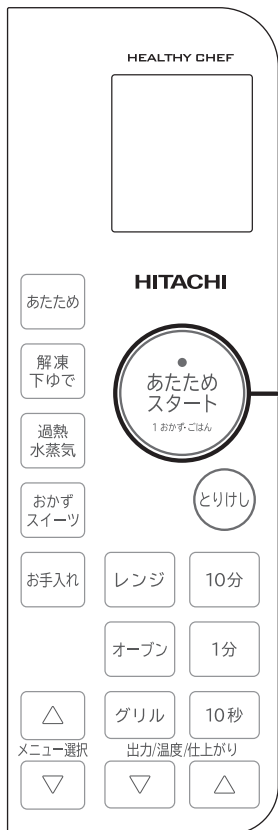 HEALTHY CHEF
HITACHI
あたため
あたため
スタート
1 おかず・ごはん
解凍
下ゆで
過熱
水蒸気
とりけし
おかず
スイーツ
お手入れ
レンジ
10分
オーブン
1分
グリル
10秒
メニュー選択
出力/温度/仕上がり